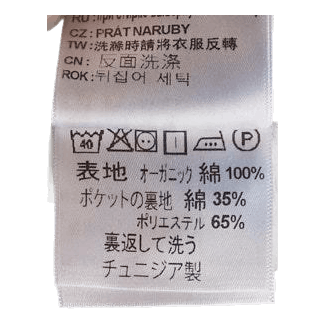 CZ: PRÁT NARUBY
TW: 洗滌時請將衣服反轉
CN: 反面洗涤
ROK: 뒤집어 세탁
40 P
表地 オーガニック 綿 100%
ポケットの裏地 綿 35%
ポリエステル 65%
裏返して洗う
チュニジア製